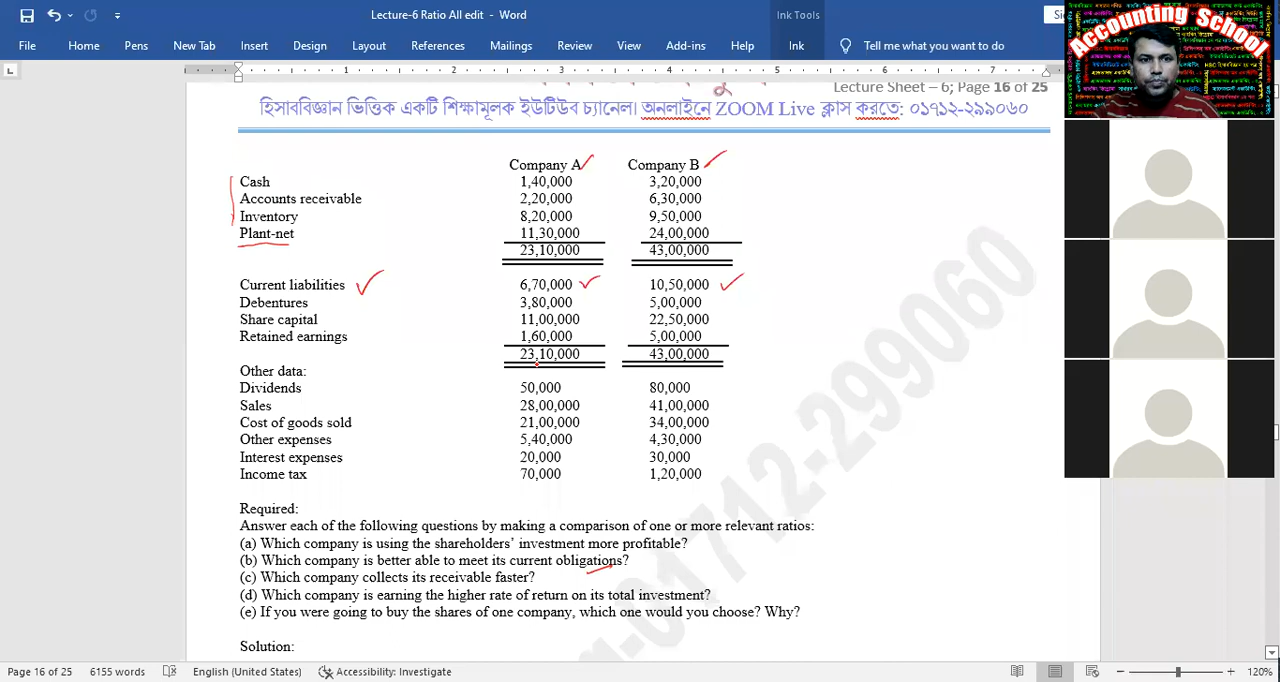 Lecture-6 Ratio All edit - Word
Ink Tools
File Home Pens New Tab Insert Design Layout References Mailings Review View Add-ins Help Ink Tell me what you want to do
Accounting School
1 2 3 4 5 6 7
Lecture Sheet – 6; Page 16 of 25
হিসাববিজ্ঞান ভিত্তিক একটি শিক্ষামূলক ইউটিউব চ্যানেল। অনলাইনে ZOOM Live ক্লাস করতে: ০১৭১২-২৯৯০৬০
Company A Company B
Cash 1,40,000 3,20,000
Accounts receivable 2,20,000 6,30,000
Inventory 8,20,000 9,50,000
Plant-net 11,30,000 24,00,000
23,10,000 43,00,000
Current liabilities 6,70,000 10,50,000
Debentures 3,80,000 5,00,000
Share capital 11,00,000 22,50,000
Retained earnings 1,60,000 5,00,000
23,10,000 43,00,000
Other data:
Dividends 50,000 80,000
Sales 28,00,000 41,00,000
Cost of goods sold 21,00,000 34,00,000
Other expenses 5,40,000 4,30,000
Interest expenses 20,000 30,000
Income tax 70,000 1,20,000
Required:
Answer each of the following questions by making a comparison of one or more relevant ratios:
(a) Which company is using the shareholders’ investment more profitable?
(b) Which company is better able to meet its current obligations?
(c) Which company collects its receivable faster?
(d) Which company is earning the higher rate of return on its total investment?
(e) If you were going to buy the shares of one company, which one would you choose? Why?
Solution:
01712-299060
Page 16 of 25 6155 words English (United States) Accessibility: Investigate 120%